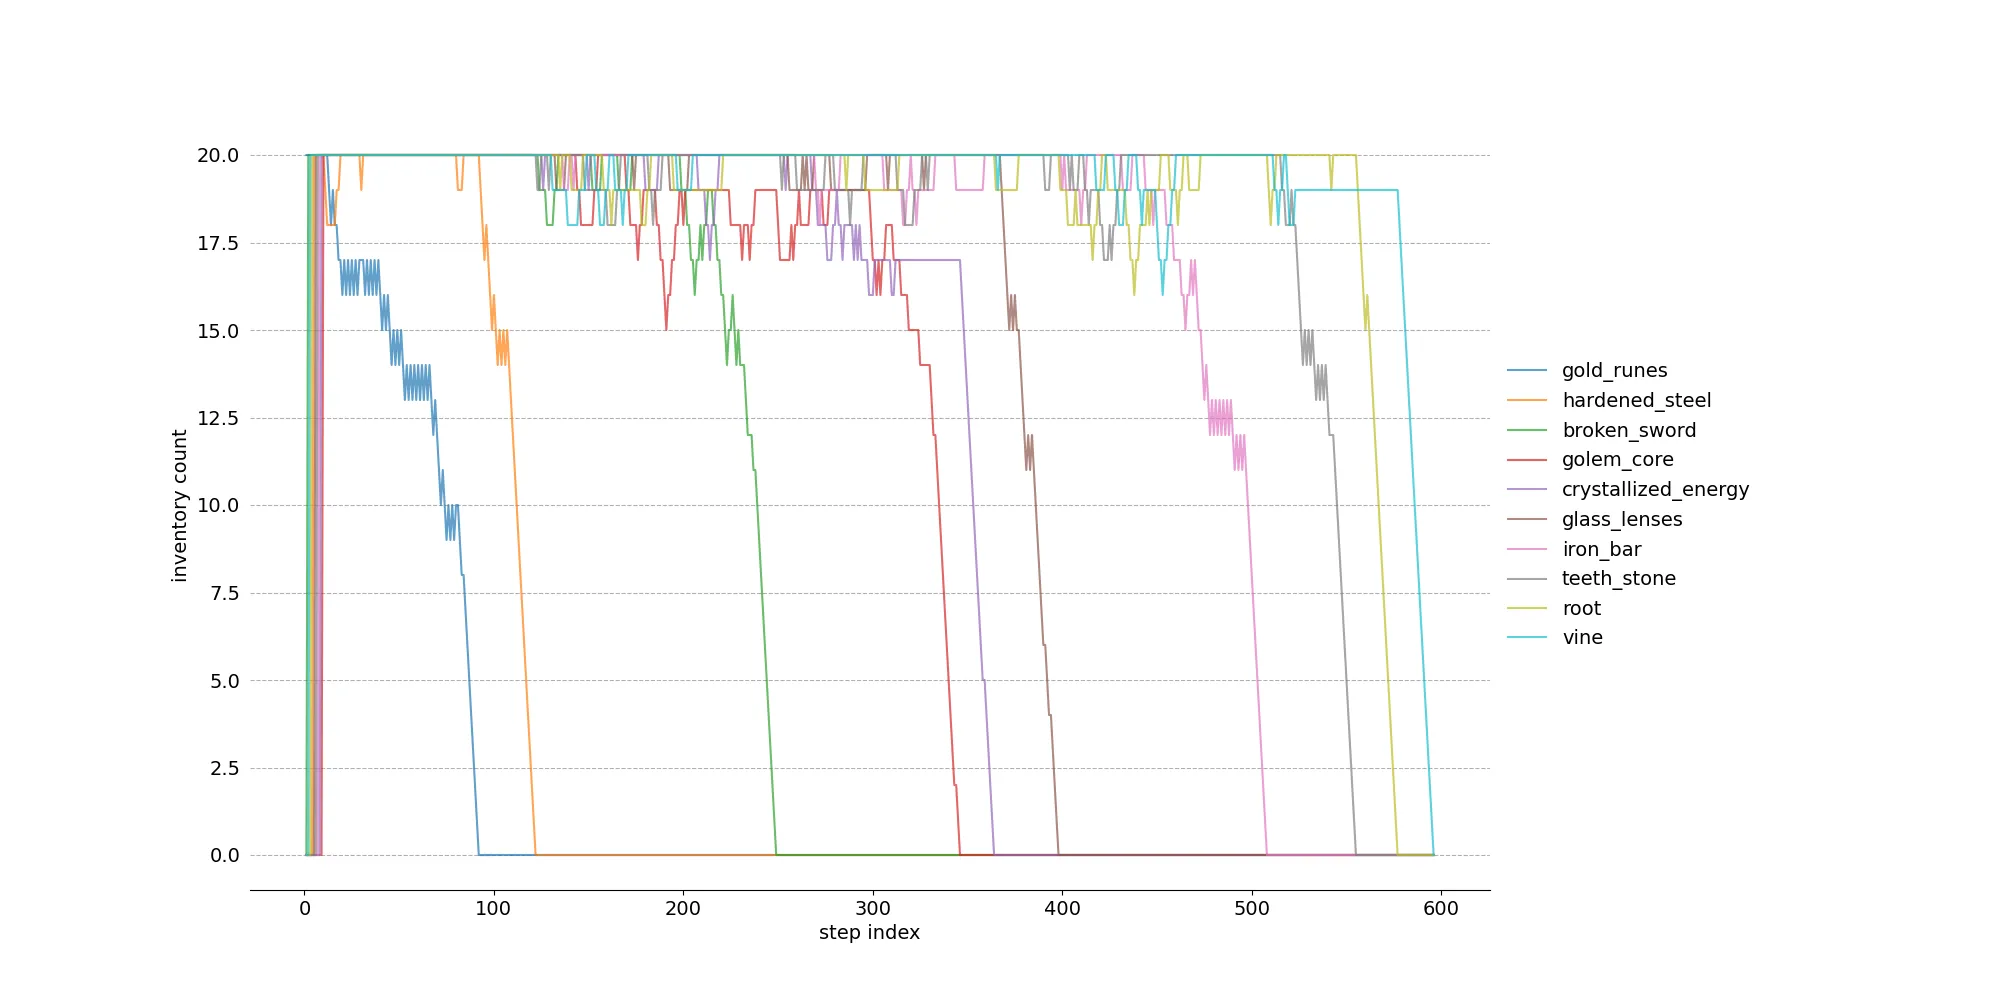 20.0
17.5
15.0
12.5
10.0
7.5
5.0
2.5
0.0
inventory count
0 100 200 300 400 500 600
step index
gold_runes
hardened_steel
broken_sword
golem_core
crystallized_energy
glass_lenses
iron_bar
teeth_stone
root
vine